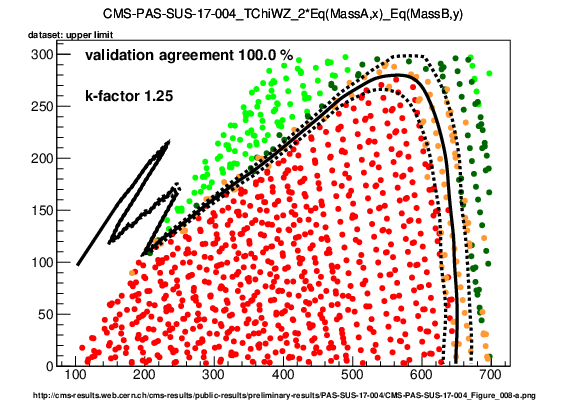 CMS-PAS-SUS-17-004_TChiWZ_2*Eq(MassA,x)_Eq(MassB,y)
dataset: upper limit
validation agreement 100.0 %
k-factor 1.25
300
250
200
150
100
50
0
100 200 300 400 500 600 700
http://cms-results.web.cern.ch/cms-results/public-results/preliminary-results/PAS-SUS-17-004/CMS-PAS-SUS-17-004_Figure_008-a.png